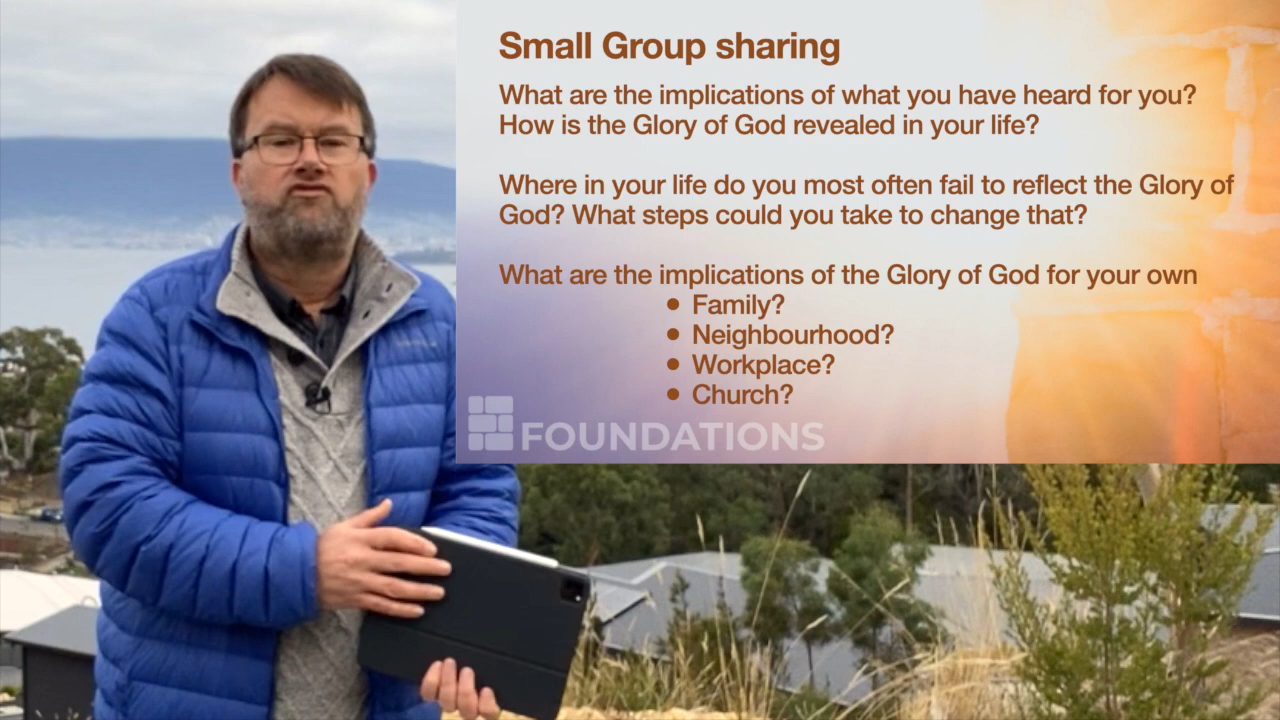 Small Group sharing
What are the implications of what you have heard for you?
How is the Glory of God revealed in your life?
Where in your life do you most often fail to reflect the Glory of
God? What steps could you take to change that?
What are the implications of the Glory of God for your own
• Family?
• Neighbourhood?
• Workplace?
• Church?
FOUNDATIONS